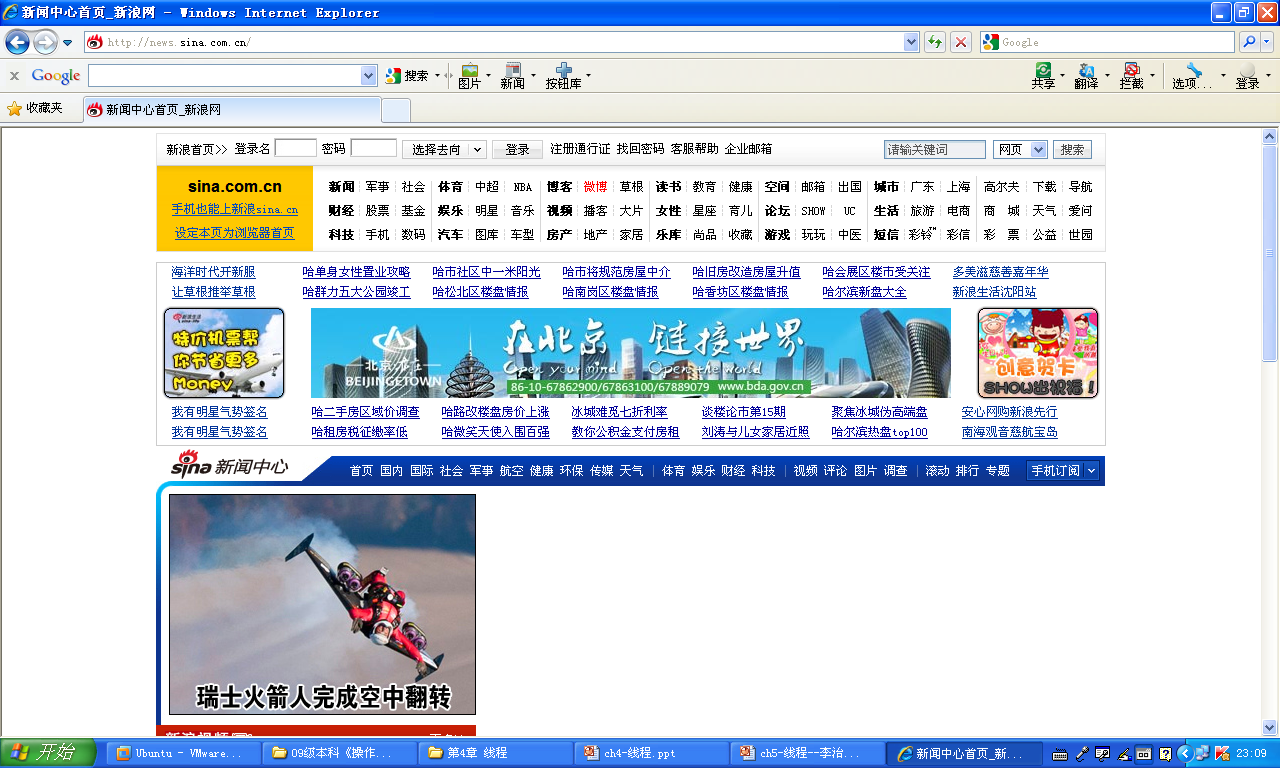 新闻中心首页_新浪网 - Windows Internet Explorer
http://news.sina.com.cn/
Google
Google 搜索 图片 新闻 按钮库 共享 翻译 拦截 选项... 登录
收藏夹 新闻中心首页_新浪网
新浪首页>> 登录名 密码 选择去向 登录 注册通行证 找回密码 客服帮助 企业邮箱 请输关键词 网页 搜索
sina.com.cn
手机也能上新浪sina.cn
设定本页为浏览器首页
新闻 军事 社会 体育 中超 NBA 博客 微博 草根 读书 教育 健康 空间 邮箱 出国 城市 广东 上海 高尔夫 下载 导航
财经 股票 基金 娱乐 明星 音乐 视频 播客 大片 女性 星座 育儿 论坛 SHOW UC 生活 旅游 电商 商 城 天气 爱问
科技 手机 数码 汽车 图库 车型 房产 地产 家居 乐库 尚品 收藏 游戏 玩玩 中医 短信 彩铃 彩信 彩 票 公益 世园
海洋时代开新服 哈单身女性置业攻略 哈市社区中一米阳光 哈市将规范房屋中介 哈旧房改造房屋升值 哈会展区楼市受关注 多美滋慈善嘉年华
让草根推举草根 哈群力五大公园竣工 哈松北区楼盘情报 哈南岗区楼盘情报 哈香坊区楼盘情报 哈尔滨新盘大全 新浪生活沈阳站
特价机票帮
你节省更多
Money
在北京 链接世界
Open your mind Open the world
BEIJINGETOWN
86-10-67862900/67863100/67889079 www.bda.gov.cn
创意贺卡
SHOW出祝福!
我有明星气势签名 哈二手房区域价调查 哈路改楼盘房价上涨 冰城难觅七折利率 谈楼论市第15期 聚焦冰城伪高端盘 安心网购新浪先行
我有明星气势签名 哈租房税征缴率低 哈微笑天使入围百强 教你公积金支付房租 刘涛与儿女家居近照 哈尔滨热盘top100 南海观音慈航宝岛
sina 新闻中心 首页 国内 国际 社会 军事 航空 健康 环保 传媒 天气 | 体育 娱乐 财经 科技 | 视频 评论 图片 调查 | 滚动 排行 专题 手机订阅
瑞士火箭人完成空中翻转
开始 Ubuntu - VMware... 09级本科《操作... 第4章 线程 ch4-线程.ppt ch5-线程--李治... 新闻中心首页_新... 23:09